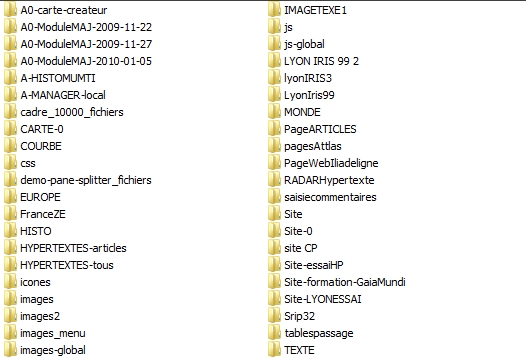 A0-carte-createur
A0-ModuleMAJ-2009-11-22
A0-ModuleMAJ-2009-11-27
A0-ModuleMAJ-2010-01-05
A-HISTOMUMTI
A-MANAGER-local
cadre_10000_fichiers
CARTE-0
COURBE
css
demo-pane-splitter_fichiers
EUROPE
FranceZE
HISTO
HYPERTEXTES-articles
HYPERTEXTES-tous
icones
images
images2
images_menu
images-global
IMAGETEXE1
js
js-global
LYON IRIS 99 2
lyonIRIS3
LyonIris99
MONDE
PageARTICLES
pagesAttlas
PageWebIliadeligne
RADARHypertexte
saisiecommentaires
Site
Site-0
site CP
Site-essaiHP
Site-formation-GaiaMundi
Site-LYONESSAI
Srip32
tablespassage
TEXTE